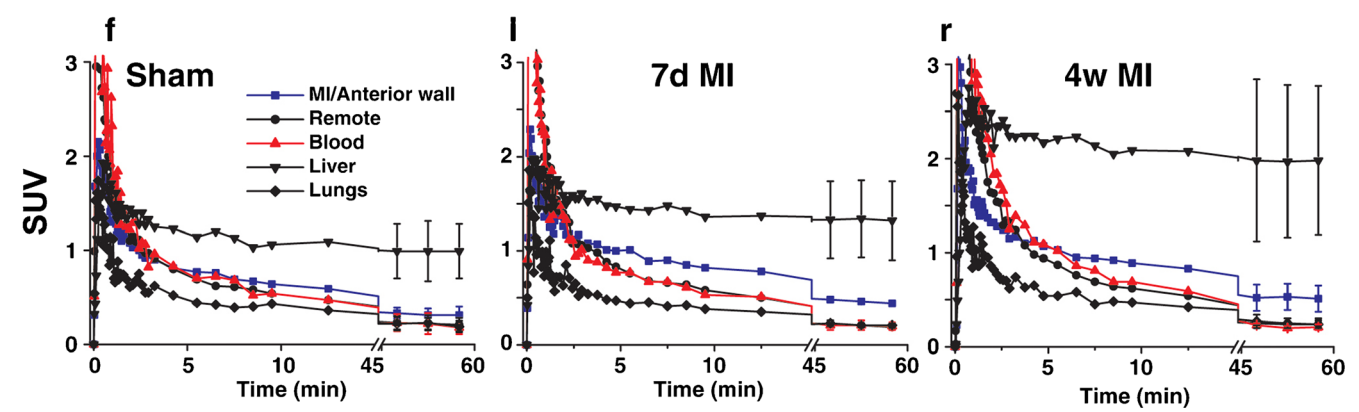 f
l
r
Sham
7d MI
4w MI
MI/Anterior wall
Remote
Blood
Liver
Lungs
SUV
3
2
1
0
3
2
1
0
3
2
1
0
0 5 10 45 60
0 5 10 45 60
0 5 10 45 60
Time (min)
Time (min)
Time (min)